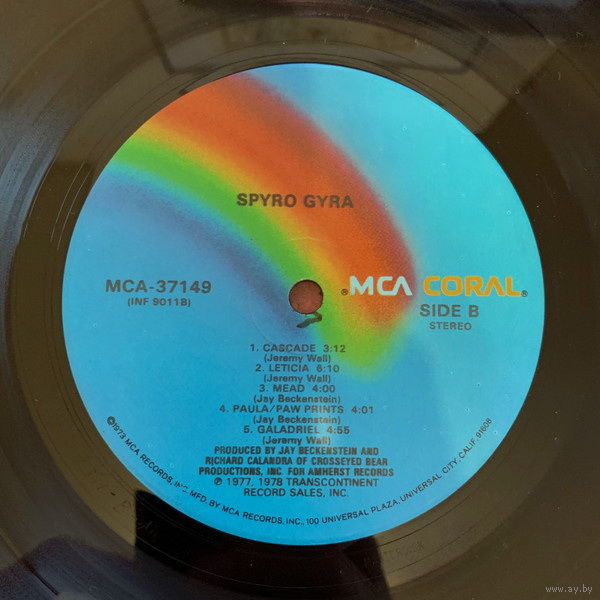 SPYRO GYRA
MCA-37149
(INF 9011B)
®MCA CORAL®
SIDE B
STEREO
1. CASCADE 3:12
(Jeremy Wall)
2. LETICIA 6:10
(Jeremy Wall)
3. MEAD 4:00
(Jay Beckenstein)
4. PAULA/PAW PRINTS 4:01
(Jay Beckenstein)
5. GALADRIEL 4:55
(Jeremy Wall)
PRODUCED BY JAY BECKENSTEIN AND
RICHARD CALANDRA OF CROSSEYED BEAR
PRODUCTIONS, INC. FOR AMHERST RECORDS
℗ 1977, 1978 TRANSCONTINENT
RECORD SALES, INC.
©1973 MCA RECORDS, INC. MFD. BY MCA RECORDS, INC., 100 UNIVERSAL PLAZA, UNIVERSAL CITY, CALIF. 91608
www.ay.by